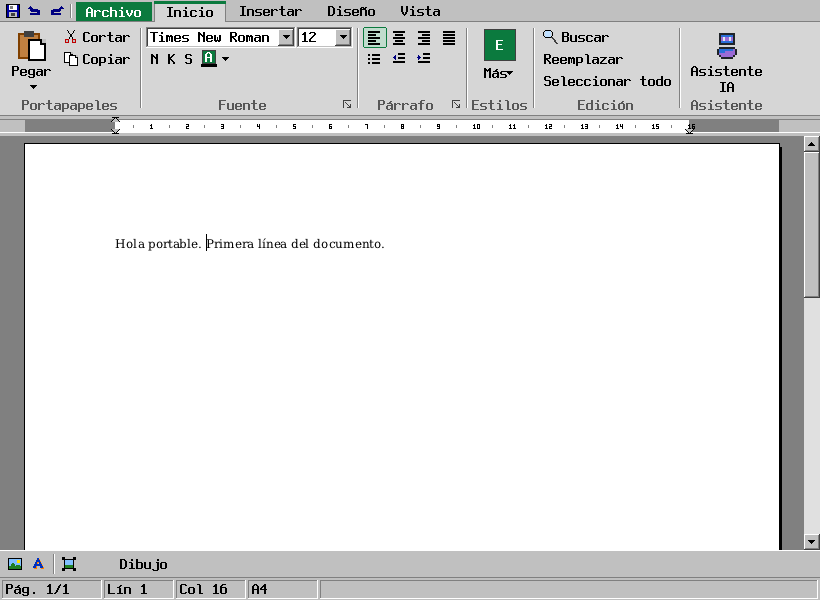 Archivo Inicio Insertar Diseño Vista
Pegar Cortar Copiar
Times New Roman 12
N K S A
E Más
Buscar
Reemplazar
Seleccionar todo
Asistente IA
Portapapeles Fuente Párrafo Estilos Edición Asistente
1 2 3 4 5 6 7 8 9 10 11 12 13 14 15 16
Hola portable. Primera línea del documento.
A Dibujo
Pág. 1/1 Lín 1 Col 16 A4